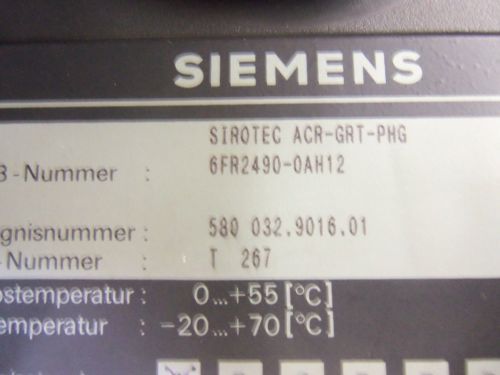 SIEMENS
SIROTEC ACR-GRT-PHG
-Nummer : 6FR2490-0AH12
gnisnummer : 580 032.9016.01
-Nummer : T 267
ostemperatur : 0...+55 [°C]
emperatur : -20...+70 [°C]